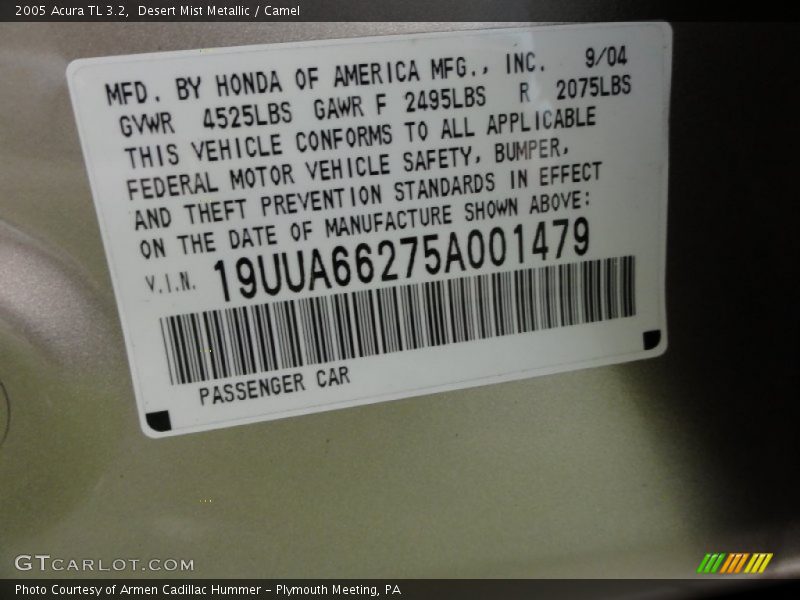 2005 Acura TL 3.2, Desert Mist Metallic / Camel
MFD. BY HONDA OF AMERICA MFG., INC. 9/04
GVWR 4525LBS GAWR F 2495LBS R 2075LBS
THIS VEHICLE CONFORMS TO ALL APPLICABLE
FEDERAL MOTOR VEHICLE SAFETY, BUMPER,
AND THEFT PREVENTION STANDARDS IN EFFECT
ON THE DATE OF MANUFACTURE SHOWN ABOVE:
V.I.N. 19UUA66275A001479
PASSENGER CAR
GTCARLOT.COM
Photo Courtesy of Armen Cadillac Hummer - Plymouth Meeting, PA